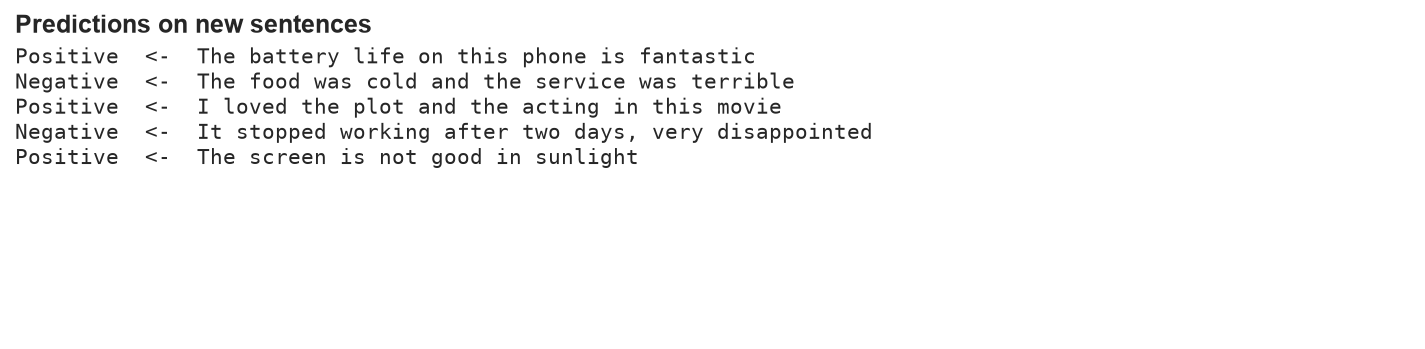 Predictions on new sentences
Positive  <-  The battery life on this phone is fantastic
Negative  <-  The food was cold and the service was terrible
Positive  <-  I loved the plot and the acting in this movie
Negative  <-  It stopped working after two days, very disappointed
Positive  <-  The screen is not good in sunlight